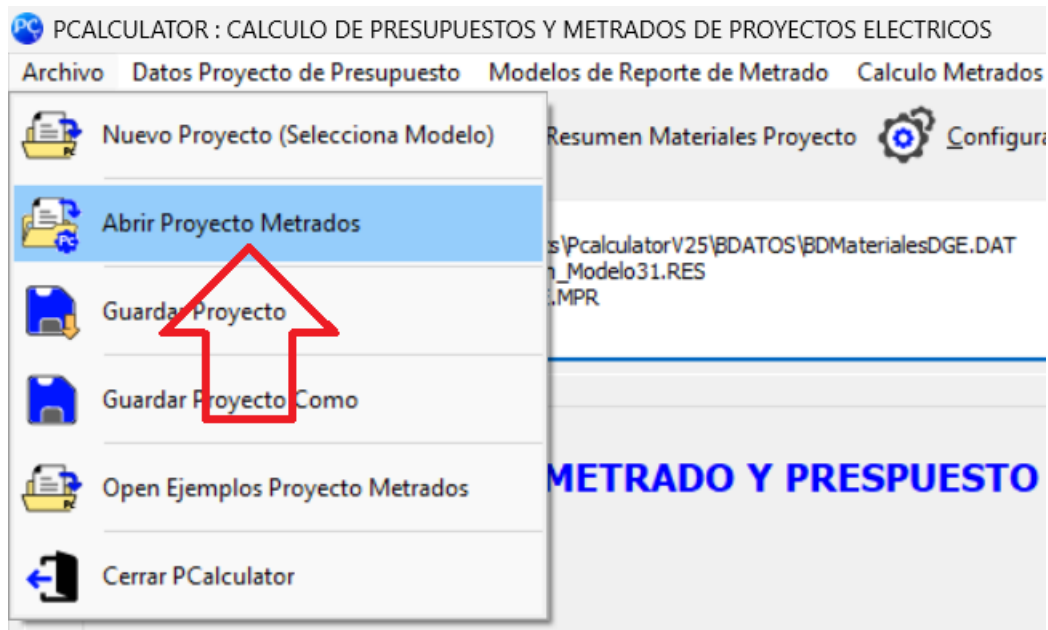 PCALCULATOR : CALCULO DE PRESUPUESTOS Y METRADOS DE PROYECTOS ELECTRICOS
Archivo Datos Proyecto de Presupuesto Modelos de Reporte de Metrado Calculo Metrados
Nuevo Proyecto (Selecciona Modelo)
Resumen Materiales Proyecto
Configura
Abrir Proyecto Metrados
s\PcalculatorV25\BDATOS\BDMaterialesDGE.DAT
n_Modelo31.RES
.MPR
Guardar Proyecto
Guardar Proyecto Como
Open Ejemplos Proyecto Metrados
METRADO Y PRESPUESTO
Cerrar PCalculator